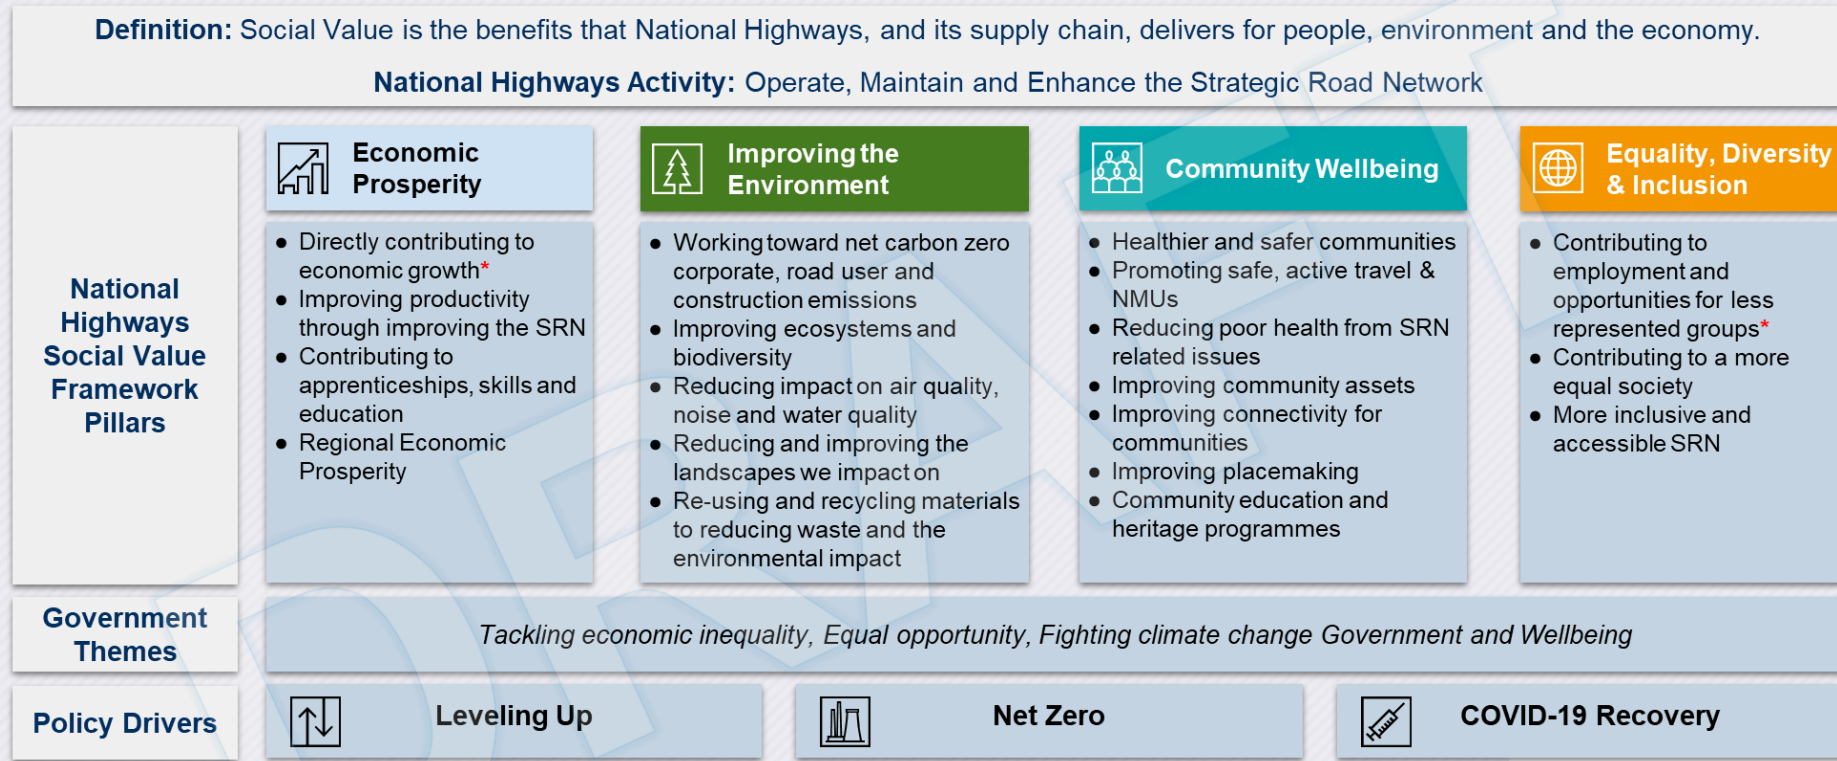 Definition: Social Value is the benefits that National Highways, and its supply chain, delivers for people, environment and the economy.
National Highways Activity: Operate, Maintain and Enhance the Strategic Road Network
National
Highways
Social Value
Framework
Pillars
Economic
Prosperity
● Directly contributing to
economic growth*
● Improving productivity
through improving the SRN
● Contributing to
apprenticeships, skills and
education
● Regional Economic
Prosperity
Improving the
Environment
● Working toward net carbon zero
corporate, road user and
construction emissions
● Improving ecosystems and
biodiversity
● Reducing impact on air quality,
noise and water quality
● Reducing and improving the
landscapes we impact on
● Re-using and recycling materials
to reducing waste and the
environmental impact
Community Wellbeing
● Healthier and safer communities
● Promoting safe, active travel &
NMUs
● Reducing poor health from SRN
related issues
● Improving community assets
● Improving connectivity for
communities
● Improving placemaking
● Community education and
heritage programmes
Equality, Diversity
& Inclusion
● Contributing to
employment and
opportunities for less
represented groups*
● Contributing to a more
equal society
● More inclusive and
accessible SRN
Government
Themes
Tackling economic inequality, Equal opportunity, Fighting climate change Government and Wellbeing
Policy Drivers
Leveling Up
Net Zero
COVID-19 Recovery
DRAFT